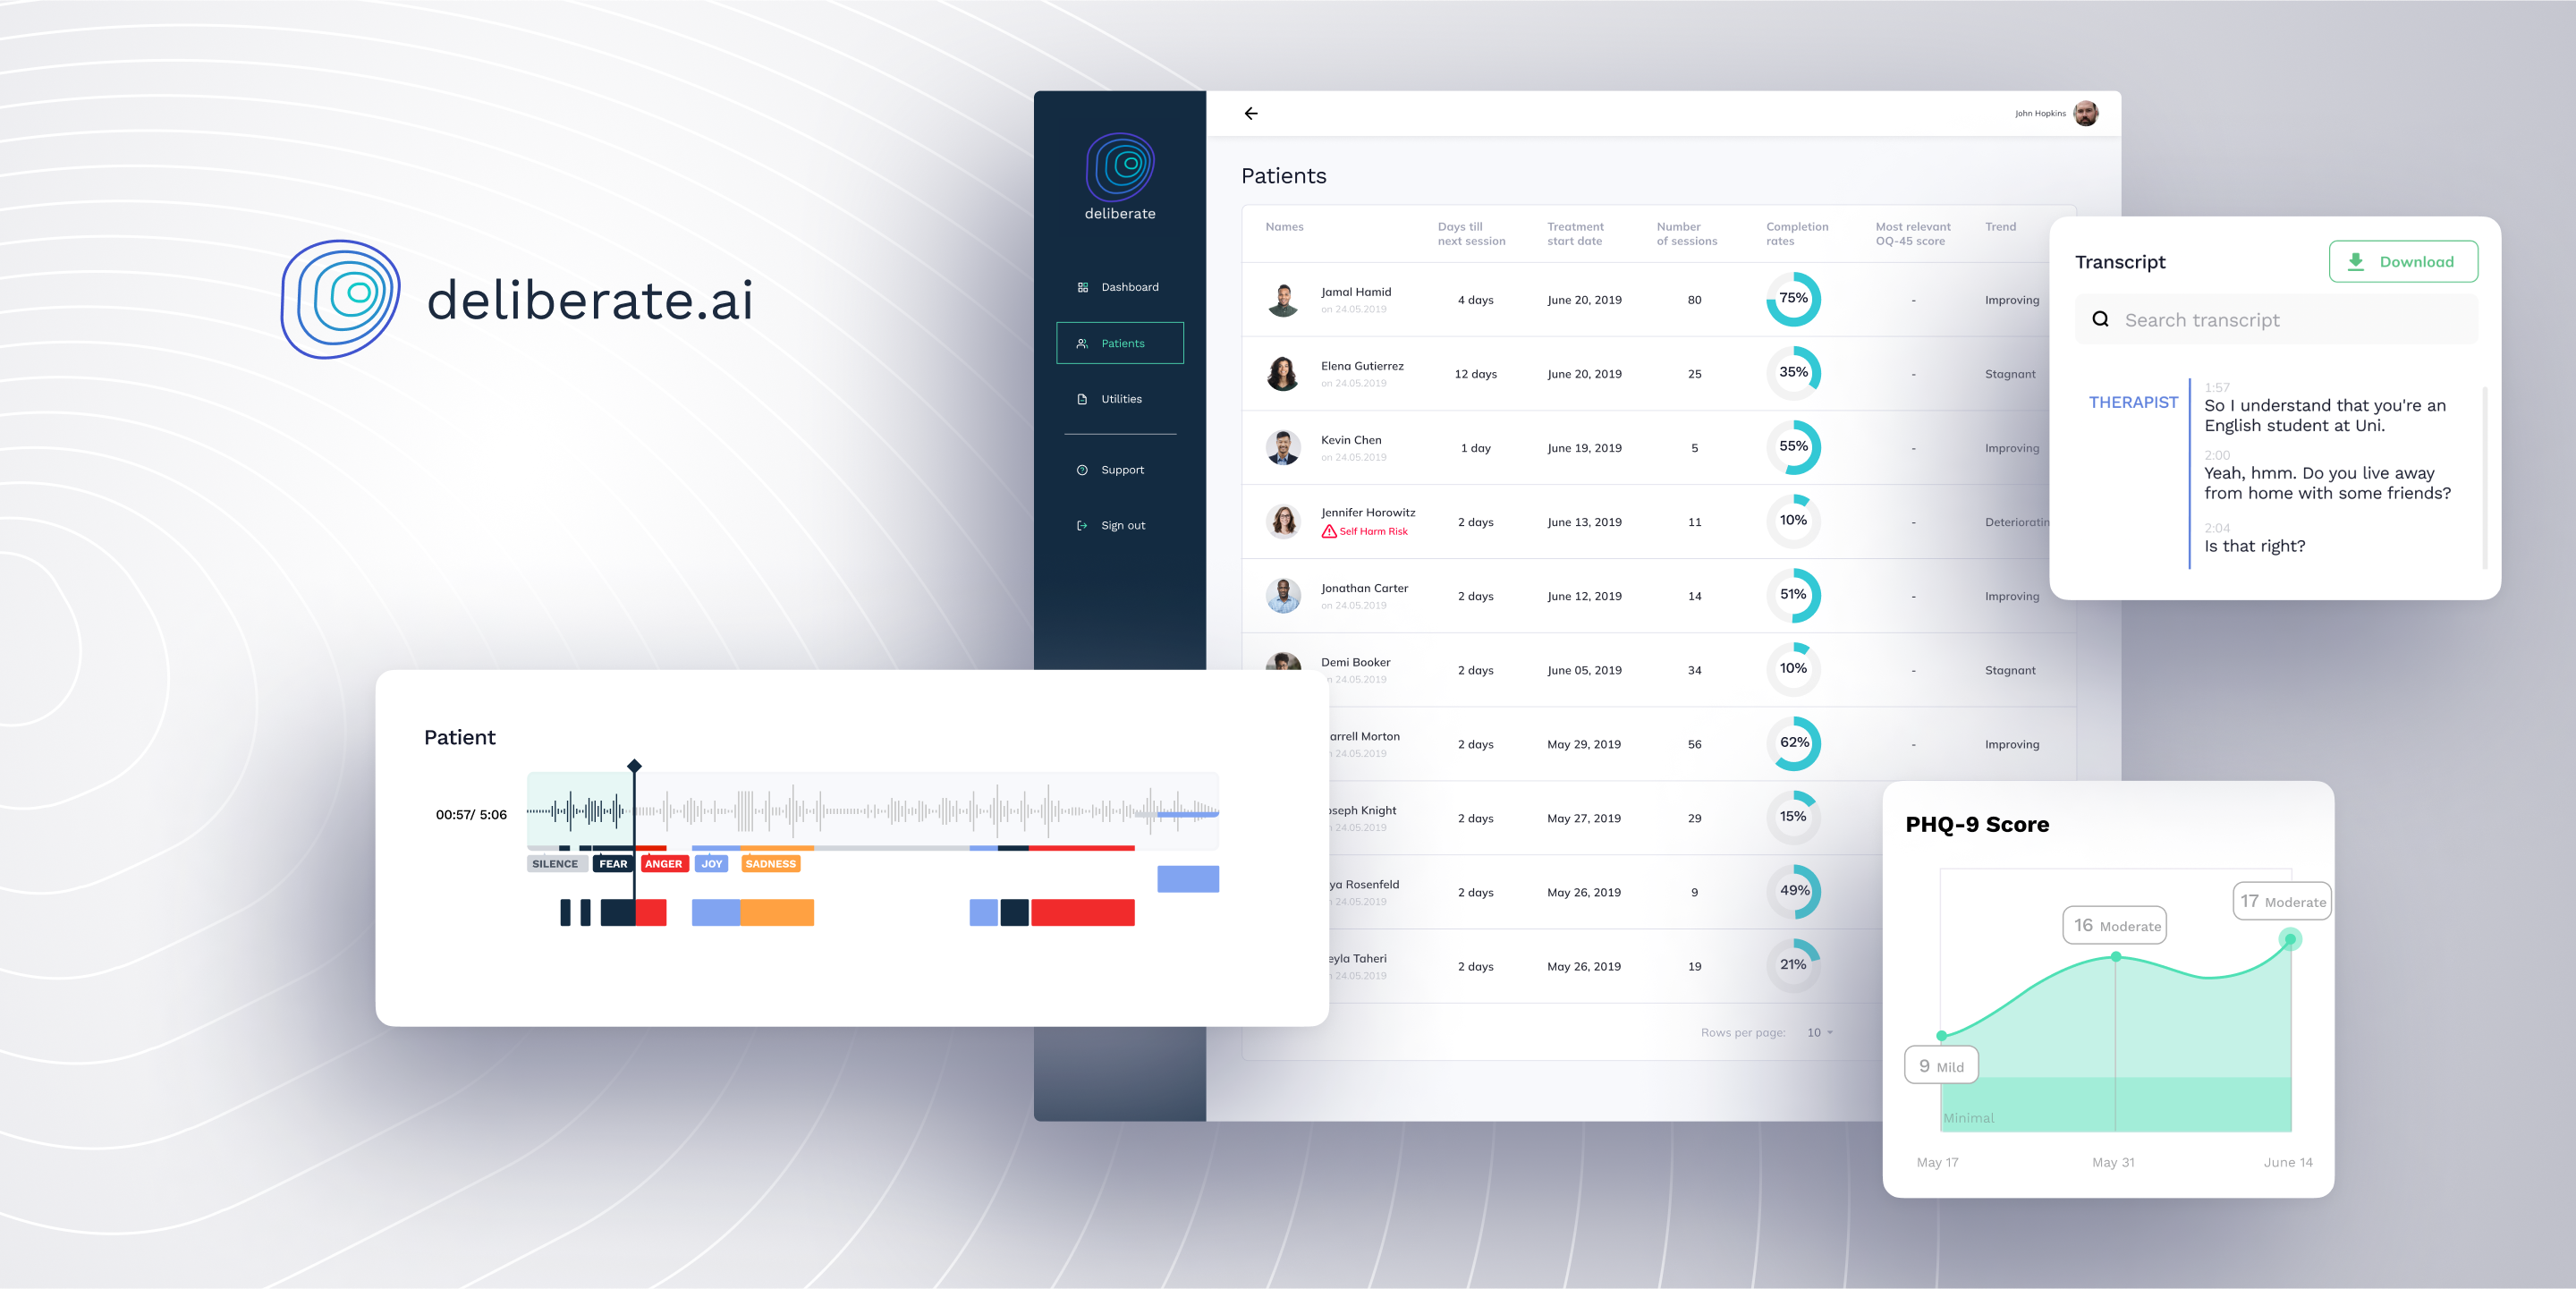 deliberate.ai
deliberate
Dashboard
Patients
Utilities
Support
Sign out
John Hopkins
Patients
Names
Days till
next session
Treatment
start date
Number
of sessions
Completion
rates
Most relevant
OQ-45 score
Trend
Jamal Hamid
on 24.05.2019
4 days
June 20, 2019
80
75%
-
Improving
Elena Gutierrez
on 24.05.2019
12 days
June 20, 2019
25
35%
-
Stagnant
Kevin Chen
on 24.05.2019
1 day
June 19, 2019
5
55%
-
Improving
Jennifer Horowitz
Self Harm Risk
2 days
June 13, 2019
11
10%
-
Deterioratin
Jonathan Carter
on 24.05.2019
2 days
June 12, 2019
14
51%
-
Improving
Demi Booker
n 24.05.2019
2 days
June 05, 2019
34
10%
-
Stagnant
arrell Morton
n 24.05.2019
2 days
May 29, 2019
56
62%
-
Improving
oseph Knight
n 24.05.2019
2 days
May 27, 2019
29
15%
ya Rosenfeld
n 24.05.2019
2 days
May 26, 2019
9
49%
eyla Taheri
n 24.05.2019
2 days
May 26, 2019
19
21%
Rows per page: 10
Transcript
Download
Search transcript
THERAPIST
1:57
So I understand that you're an
English student at Uni.
2:00
Yeah, hmm. Do you live away
from home with some friends?
2:04
Is that right?
Patient
00:57/ 5:06
SILENCE FEAR ANGER JOY SADNESS
PHQ-9 Score
17 Moderate
16 Moderate
9 Mild
Minimal
May 17
May 31
June 14